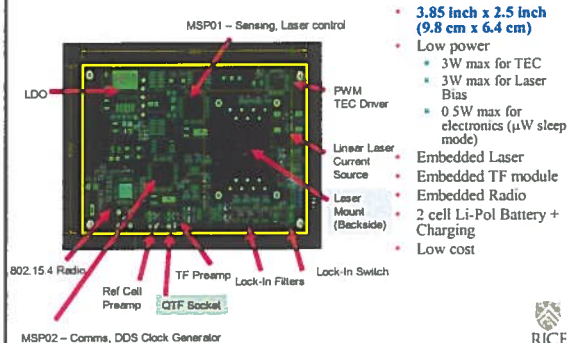 MSP01 – Sensing, Laser control
LDO
PWM
TEC Driver
Linear Laser
Current
Source
Laser
Mount
(Backside)
802.15.4 Radio
Ref Cell
Preamp
QTF Socket
TF Preamp
Lock-In Filters
Lock-In Switch
MSP02 – Comms, DDS Clock Generator
3.85 inch x 2.5 inch
(9.8 cm x 6.4 cm)
Low power
3W max for TEC
3W max for Laser
Bias
0.5W max for
electronics (µW sleep
mode)
Embedded Laser
Embedded TF module
Embedded Radio
2 cell Li-Pol Battery +
Charging
Low cost
RICE